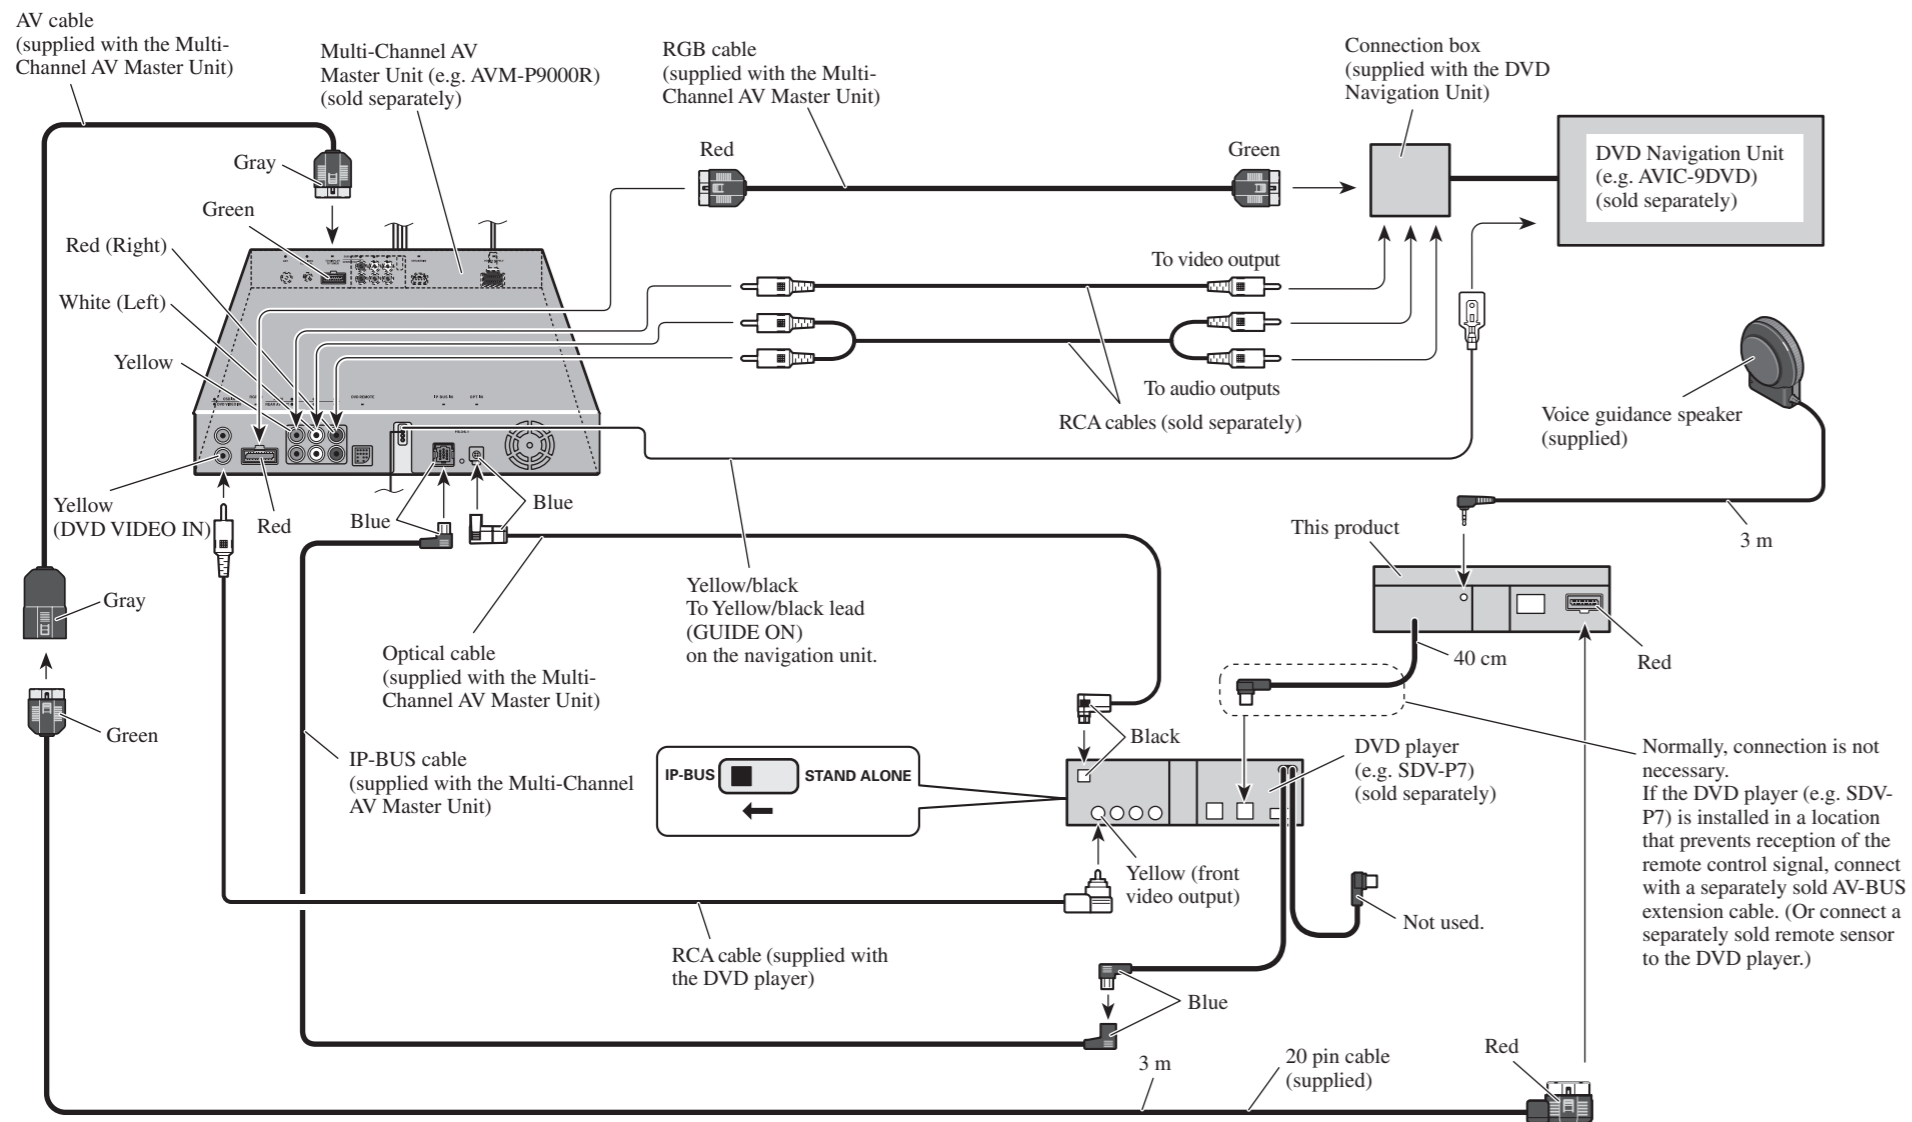 AV cable
(supplied with the Multi-
Channel AV Master Unit)
Multi-Channel AV
Master Unit (e.g. AVM-P9000R)
(sold separately)
RGB cable
(supplied with the Multi-
Channel AV Master Unit)
Connection box
(supplied with the DVD
Navigation Unit)
DVD Navigation Unit
(e.g. AVIC-9DVD)
(sold separately)
Gray
Red
Green
Green
Red (Right)
White (Left)
Yellow
To video output
To audio outputs
RCA cables (sold separately)
Voice guidance speaker
(supplied)
3 m
Yellow
(DVD VIDEO IN)
Red
Blue
Blue
This product
Red
40 cm
Gray
Green
Yellow/black
To Yellow/black lead
(GUIDE ON)
on the navigation unit.
Optical cable
(supplied with the Multi-
Channel AV Master Unit)
IP-BUS cable
(supplied with the Multi-Channel
AV Master Unit)
IP-BUS
STAND ALONE
Black
DVD player
(e.g. SDV-P7)
(sold separately)
Normally, connection is not
necessary.
If the DVD player (e.g. SDV-
P7) is installed in a location
that prevents reception of the
remote control signal, connect
with a separately sold AV-BUS
extension cable. (Or connect a
separately sold remote sensor
to the DVD player.)
Yellow (front
video output)
Not used.
RCA cable (supplied with
the DVD player)
Blue
3 m
20 pin cable
(supplied)
Red